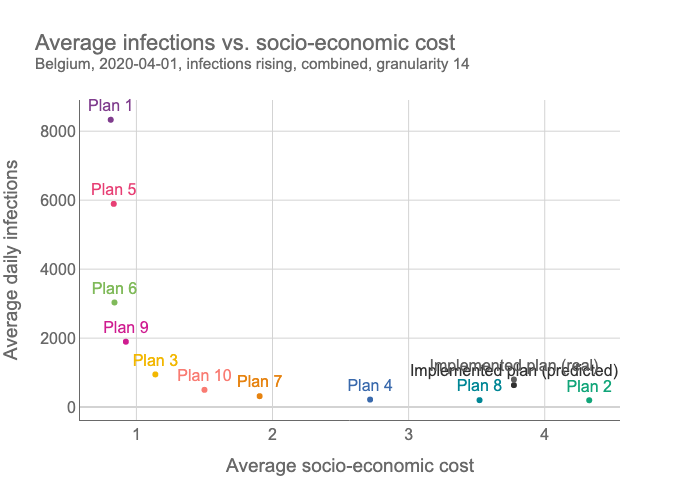 Average infections vs. socio-economic cost
Belgium, 2020-04-01, infections rising, combined, granularity 14
Average daily infections
8000
6000
4000
2000
0
Plan 1
Plan 5
Plan 6
Plan 9
Plan 3
Plan 10
Plan 7
Plan 4
Implemented plan (real)
Implemented plan (predicted)
Plan 8
Plan 2
1
2
3
4
Average socio-economic cost